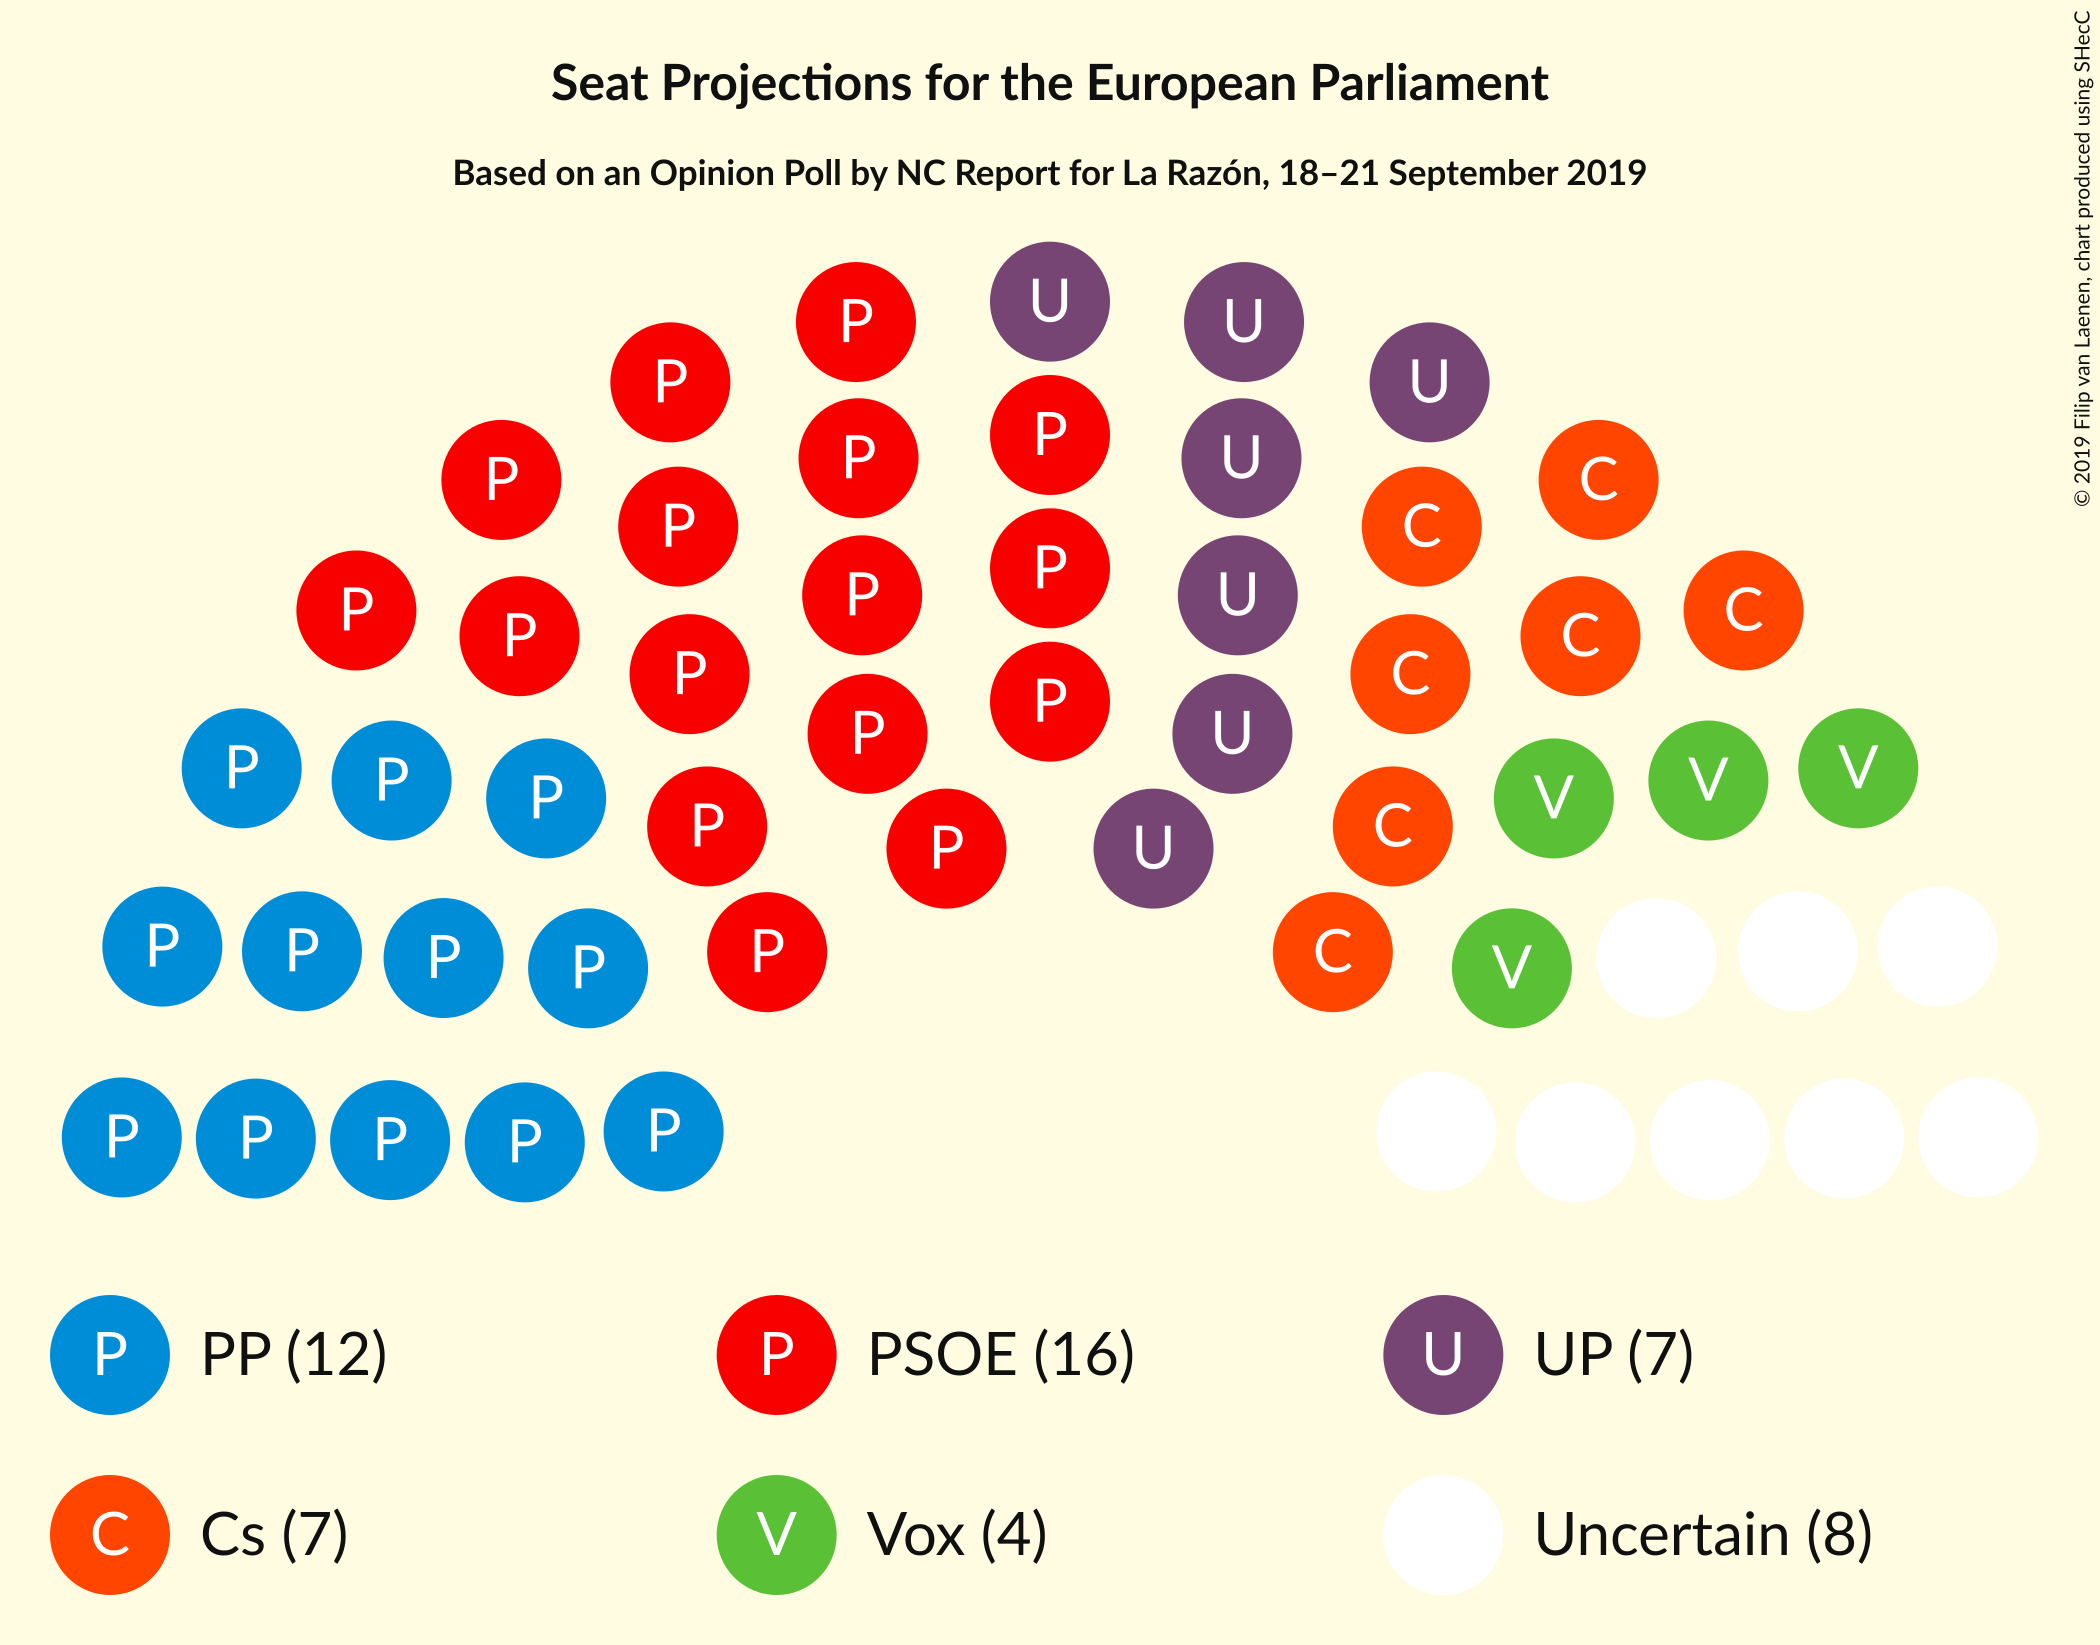 Seat Projections for the European Parliament
Based on an Opinion Poll by NC Report for La Razón, 18–21 September 2019
© 2019 Filip van Laenen, chart produced using SHecC
U
P U
P U
P
P U
P C C
P
P U
P C
P P C C
P P C
P U
P
P P V
P P V V
P C
P U
P P C
P P
P P V
P P P P P
P PP (12) P PSOE (16) U UP (7)
C Cs (7) V Vox (4) Uncertain (8)